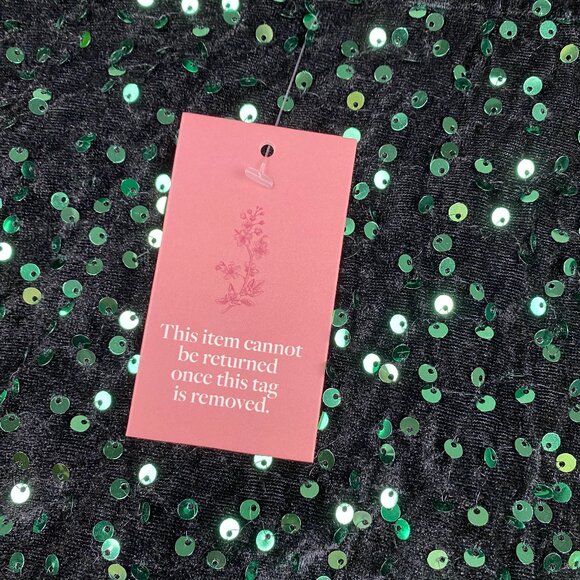 This item cannot
be returned
once this tag
is removed.